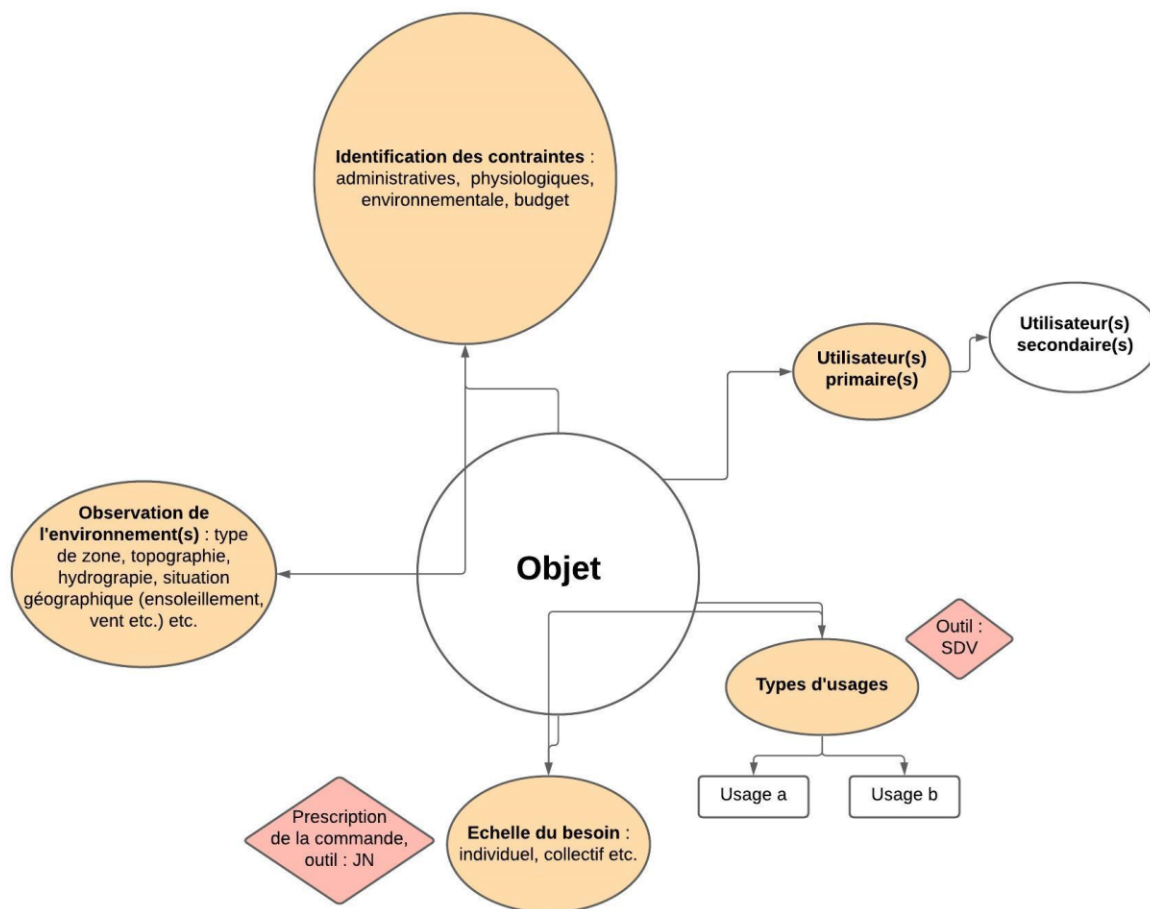 Identification des contraintes :
administratives, physiologiques,
environnementale, budget
Utilisateur(s)
secondaire(s)
Utilisateur(s)
primaire(s)
Observation de
l'environnement(s) : type
de zone, topographie,
hydrograpie, situation
géographique (ensoleillement,
vent etc.) etc.
Objet
Outil :
SDV
Types d'usages
Usage a
Usage b
Prescription
de la commande,
outil : JN
Echelle du besoin :
individuel, collectif etc.